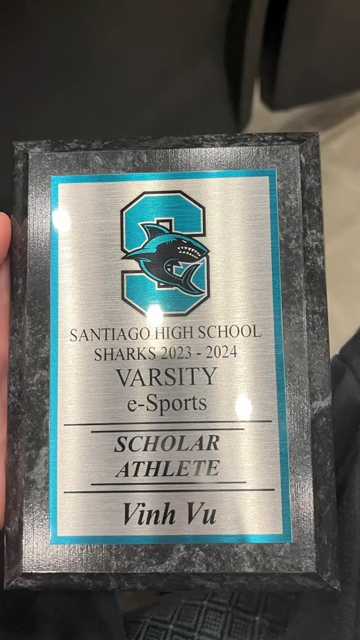 S
SANTIAGO HIGH SCHOOL
SHARKS 2023 - 2024
VARSITY
e-Sports
SCHOLAR
ATHLETE
Vinh Vu